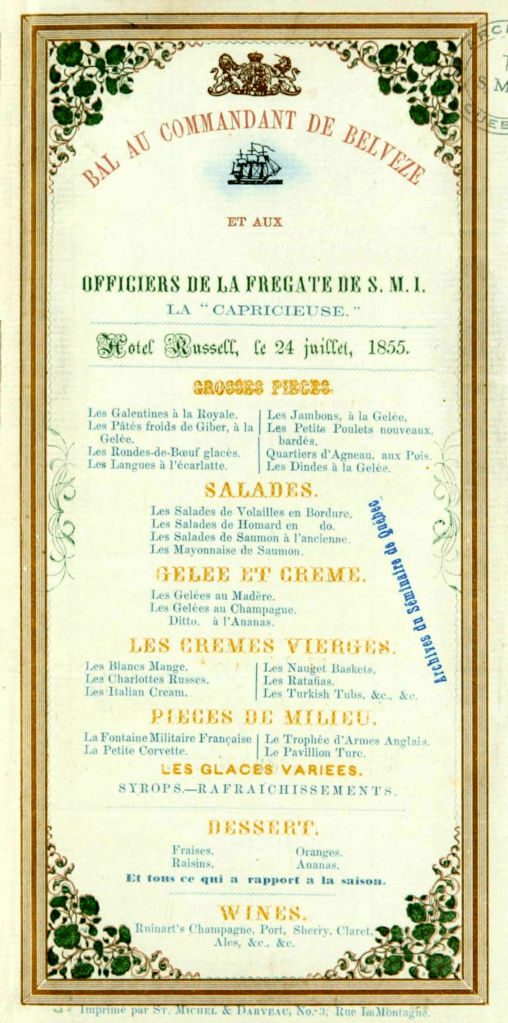 BAL AU COMMANDANT DE BELVEZE
ET AUX
OFFICIERS DE LA FREGATE DE S. M. I.
LA "CAPRICIEUSE."
Hotel Russell, le 24 juillet, 1855.
GROSSES PIECES.
Les Galentines à la Royale.
Les Pâtés froids de Giber, à la
Gelée.
Les Rondes-de-Bœuf glacés.
Les Langues à l'écarlatte.
Les Jambons, à la Gelée.
Les Petits Poulets nouveaux,
bardés.
Quartiers d'Agneau, aux Pois.
Les Dindes à la Gelée.
SALADES.
Les Salades de Volailles en Bordure.
Les Salades de Homard en do.
Les Salades de Saumon à l'ancienne.
Les Mayonnaise de Saumon.
GELEE ET CREME.
Les Gelées au Madère.
Les Gelées au Champagne.
Ditto. à l'Ananas.
LES CREMES VIERGES.
Les Blancs Mange.
Les Charlottes Russes.
Les Italian Cream.
Les Nauget Baskets,
Les Ratafias.
Les Turkish Tubs, &c., &c.
PIECES DE MILIEU.
La Fontaine Militaire Française
La Petite Corvette.
Le Trophée d'Armes Anglais.
Le Pavillion Turc.
LES GLACES VARIEES.
SYROPS.—RAFRAICHISSEMENTS.
DESSERT.
Fraises.
Raisins.
Oranges.
Ananas.
Et tous ce qui a rapport a la saison.
WINES.
Ruinart's Champagne, Port, Sherry, Claret,
Ales, &c., &c.
Imprimé par ST. MICHEL & DARVEAU, No. 3, Rue LaMontagne.
Archives du Séminaire de Québec